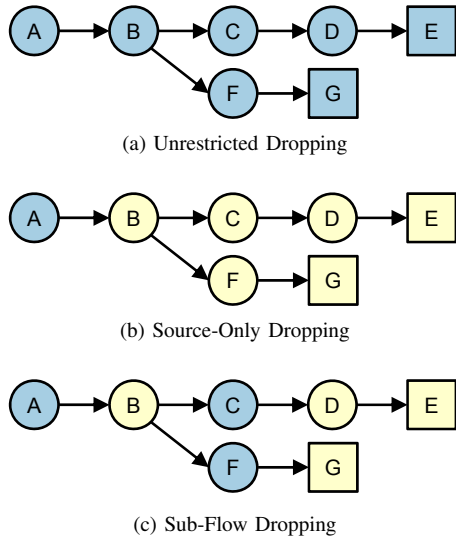 A B C D E
F G
(a) Unrestricted Dropping
A B C D E
F G
(b) Source-Only Dropping
A B C D E
F G
(c) Sub-Flow Dropping